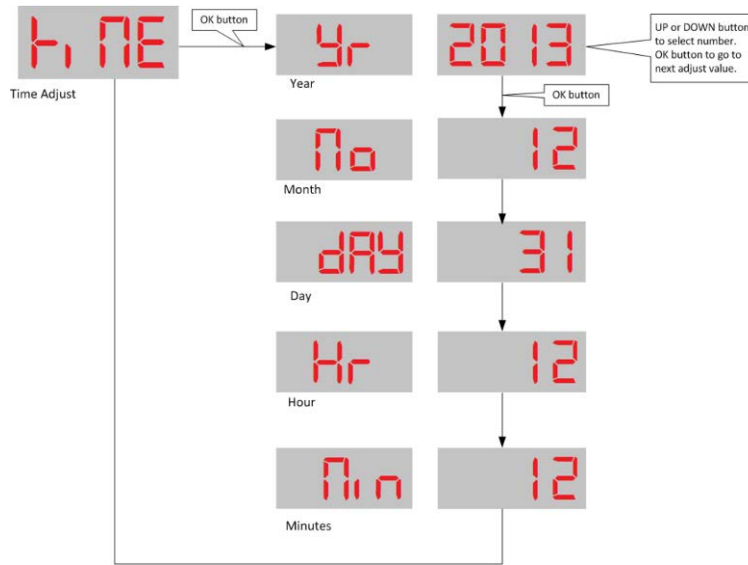 tiME
OK button
Yr
2013
UP or DOWN button
to select number.
OK button to go to
next adjust value.
Time Adjust
Year
OK button
Mo
12
Month
dAY
31
Day
Hr
12
Hour
Min
12
Minutes